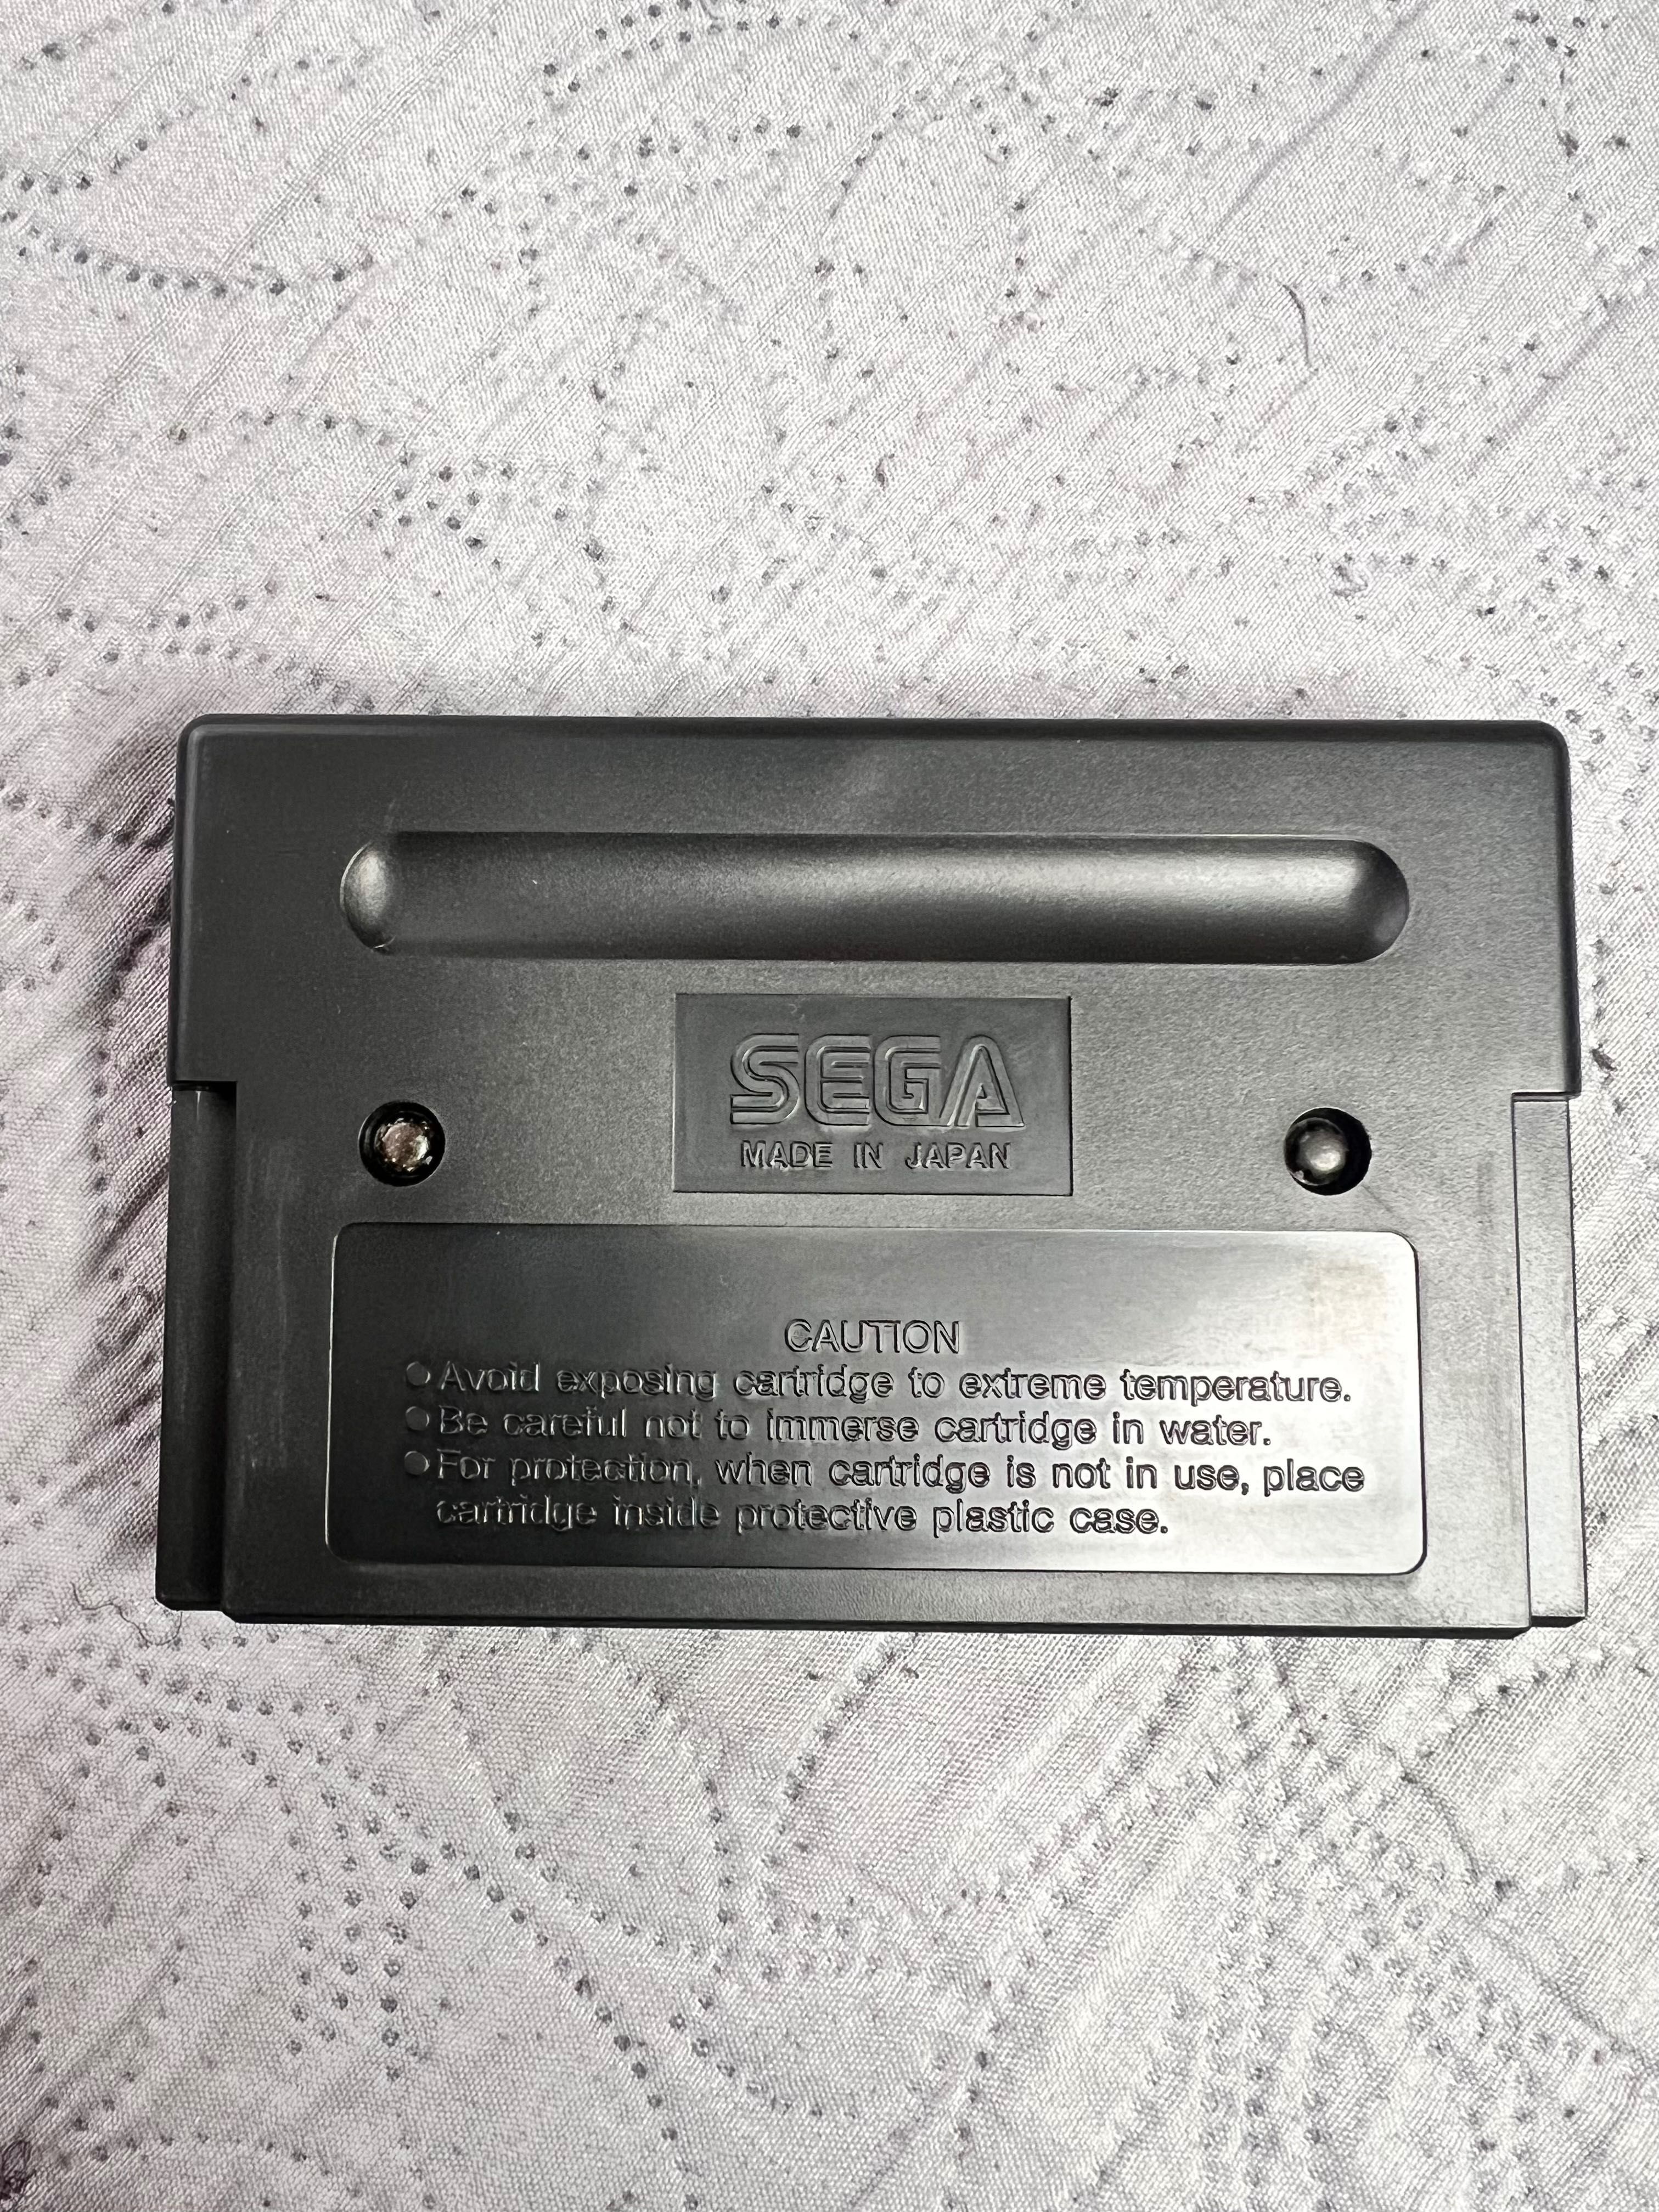 SEGA
MADE IN JAPAN
CAUTION
●Avoid exposing cartridge to extreme temperature.
●Be careful not to immerse cartridge in water.
●For protection, when cartridge is not in use, place
cartridge inside protective plastic case.